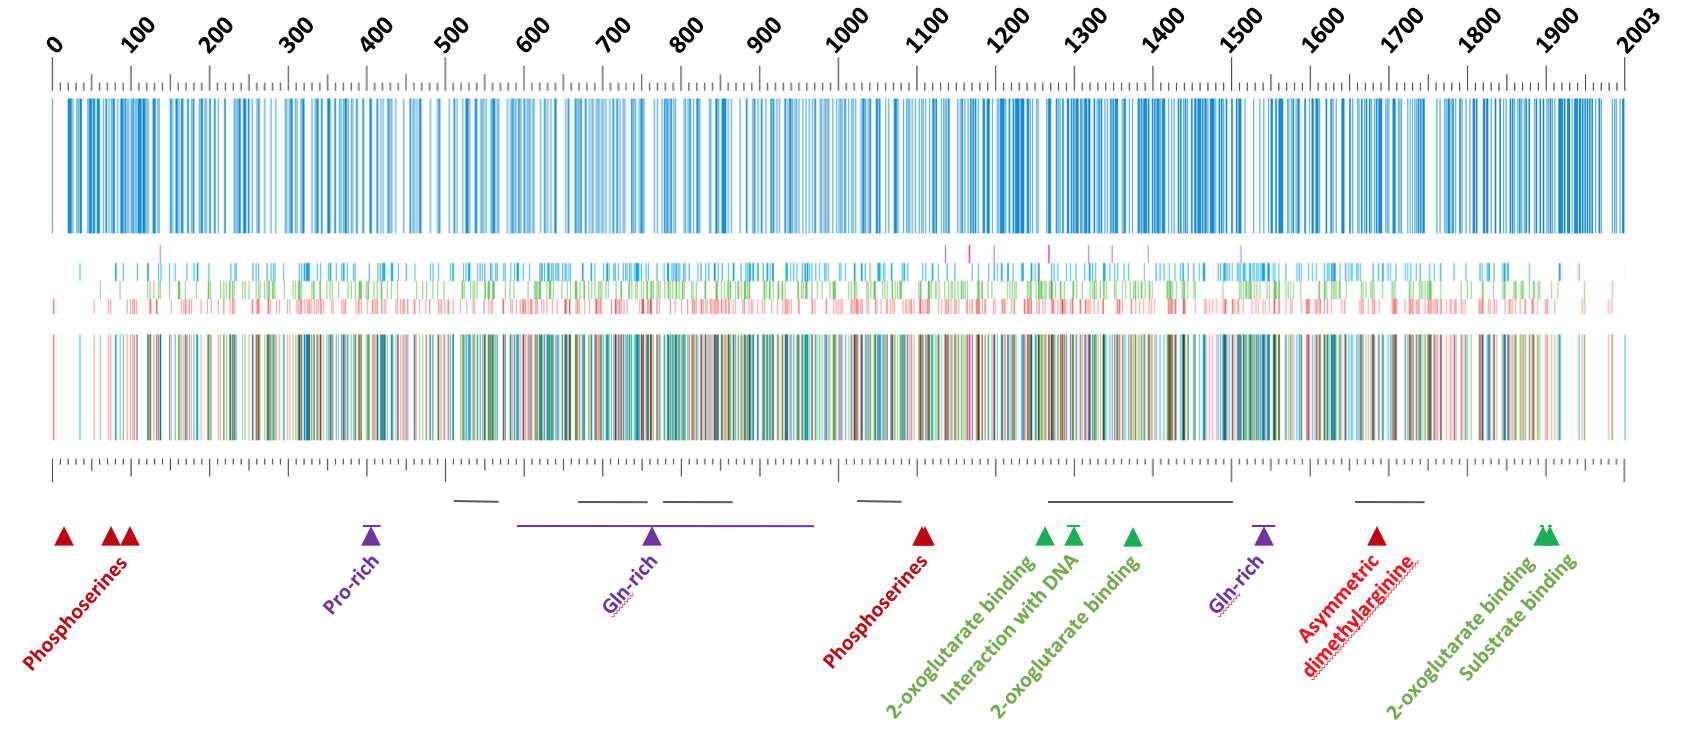 0
100
200
300
400
500
600
700
800
900
1000
1100
1200
1300
1400
1500
1600
1700
1800
1900
2003
Phosphoserines
Pro-rich
Gln-rich
Phosphoserines
2-oxoglutarate binding
Interaction with DNA
2-oxoglutarate binding
Gln-rich
Asymmetric
dimethylarginine
2-oxoglutarate binding
Substrate binding